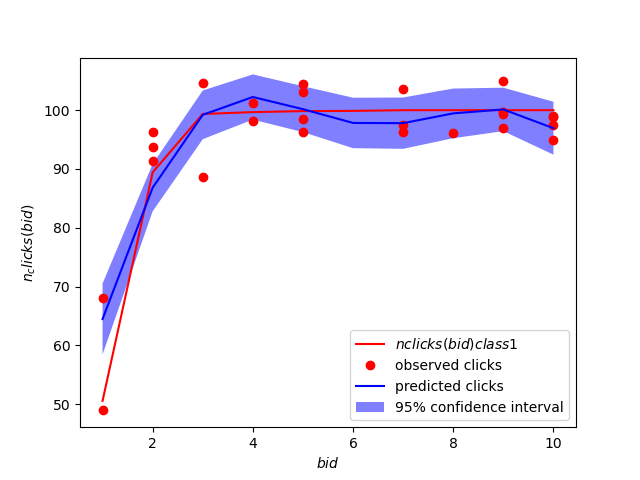 100
90
80
70
60
50
n_clicks(bid)
nclicks(bid)class1
observed clicks
predicted clicks
95% confidence interval
2 4 6 8 10
bid